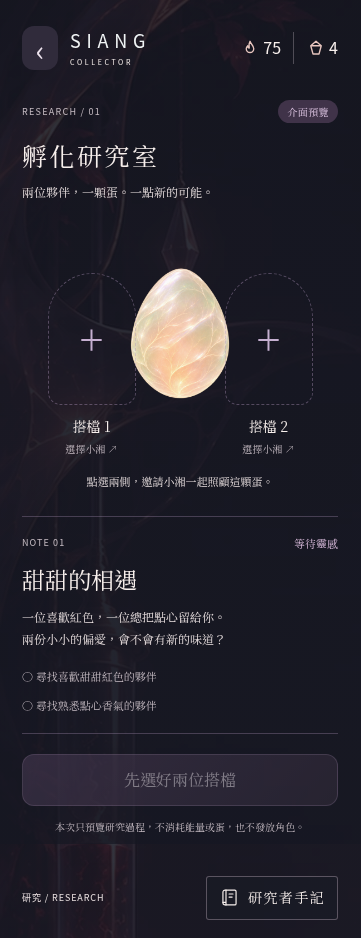 SIANG
COLLECTOR
75
4
RESEARCH / 01
介面預覽
孵化研究室
兩位夥伴，一顆蛋。一點新的可能。
搭檔 1
搭檔 2
選擇小湘 ↗
選擇小湘 ↗
點選兩側，邀請小湘一起照顧這顆蛋。
NOTE 01
等待靈感
甜甜的相遇
一位喜歡紅色，一位總把點心留給你。
兩份小小的偏愛，會不會有新的味道？
尋找喜歡甜甜紅色的夥伴
尋找熟悉點心香氣的夥伴
先選好兩位搭檔
本次只預覽研究過程，不消耗能量或蛋，也不發放角色。
研究 / RESEARCH
研究者手記